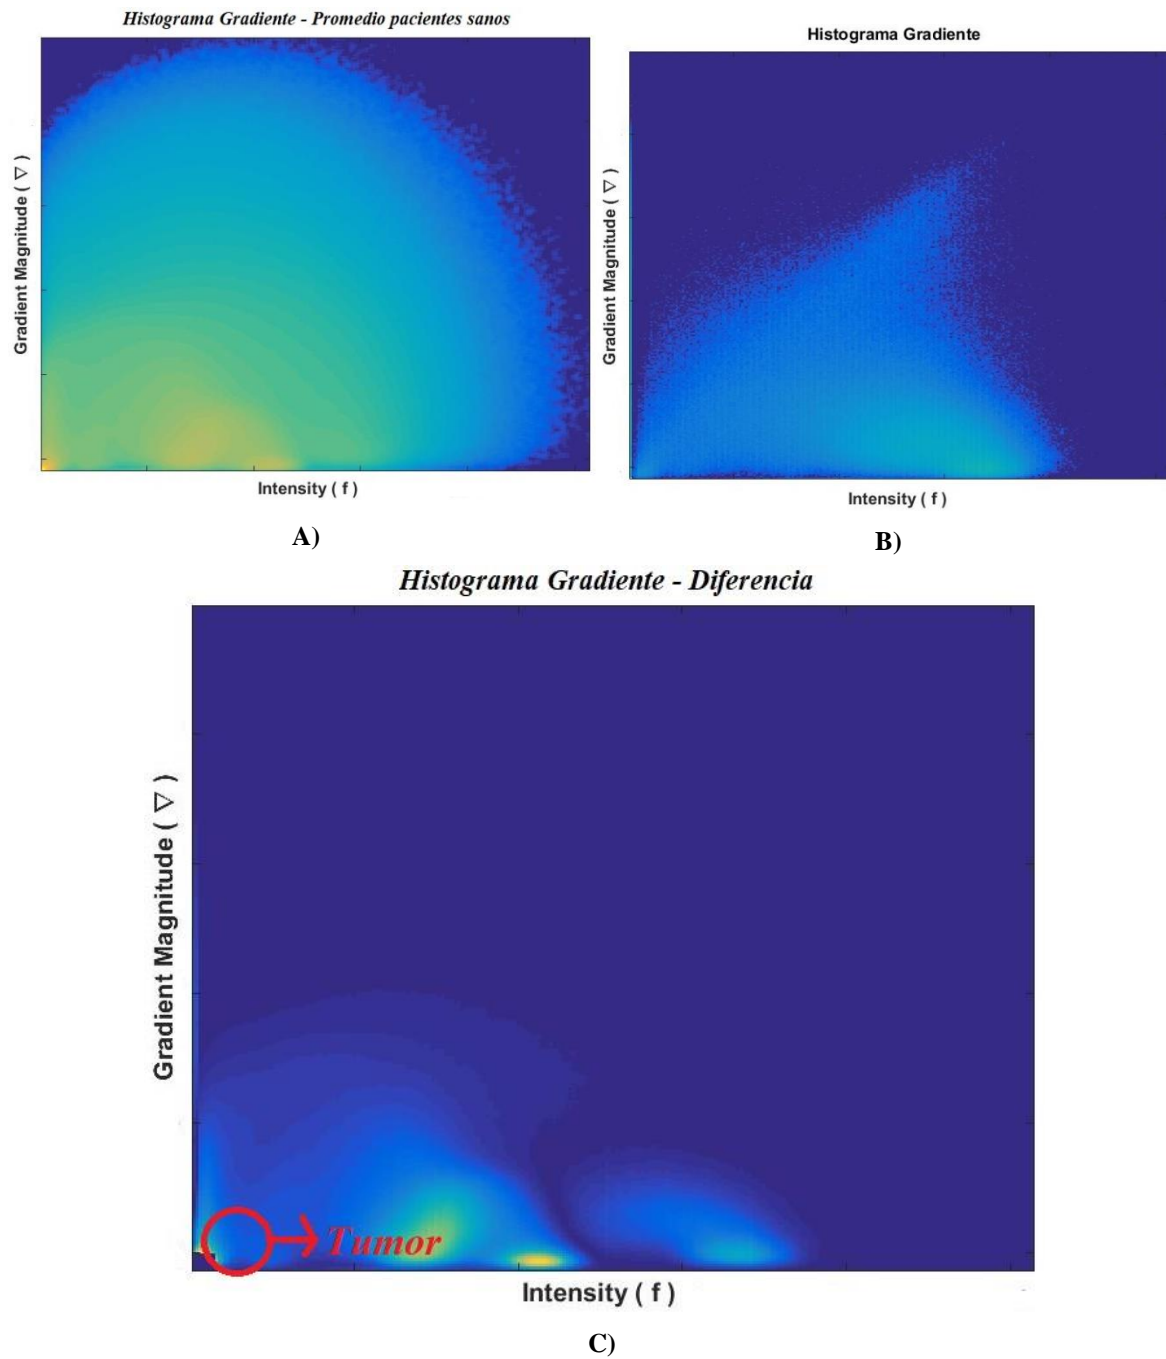 Histograma Gradiente - Promedio pacientes sanos
Gradient Magnitude ( ∇ )
Intensity ( f )
A)
Histograma Gradiente
Gradient Magnitude ( ∇ )
Intensity ( f )
B)
Histograma Gradiente - Diferencia
Gradient Magnitude ( ∇ )
Tumor
Intensity ( f )
C)